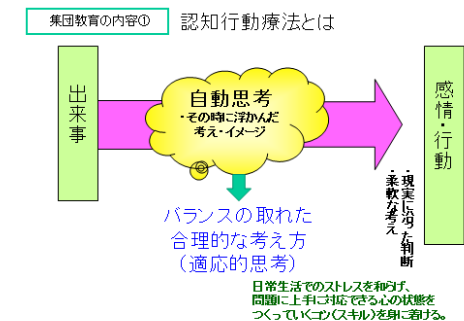 集団教育の内容①
認知行動療法とは
出来事
自動思考
・その時に浮かんだ
考え・イメージ
感情・行動
・現実に沿った判断
・柔軟な考え
バランスの取れた
合理的な考え方
（適応的思考）
日常生活でのストレスを和らげ、
問題に上手に対応できる心の状態を
つくっていくコツ(スキル)を身に着ける。